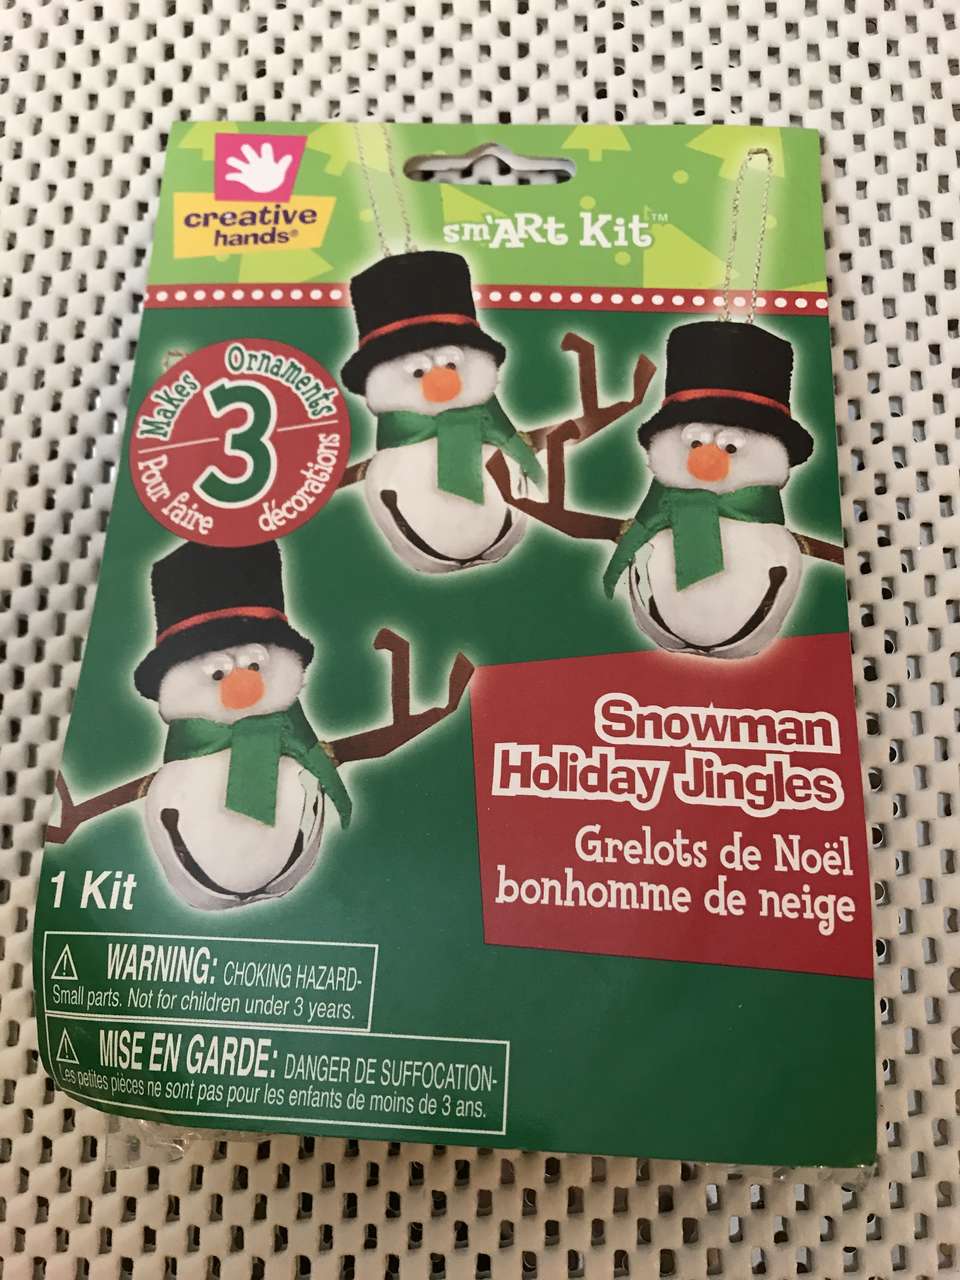 creative
hands®
sm'ARt Kit™
Makes Ornaments
3
Pour faire décorations
Snowman
Holiday Jingles
Grelots de Noël
bonhomme de neige
1 Kit
WARNING: CHOKING HAZARD-
Small parts. Not for children under 3 years.
MISE EN GARDE: DANGER DE SUFFOCATION-
Les petites pièces ne sont pas pour les enfants de moins de 3 ans.